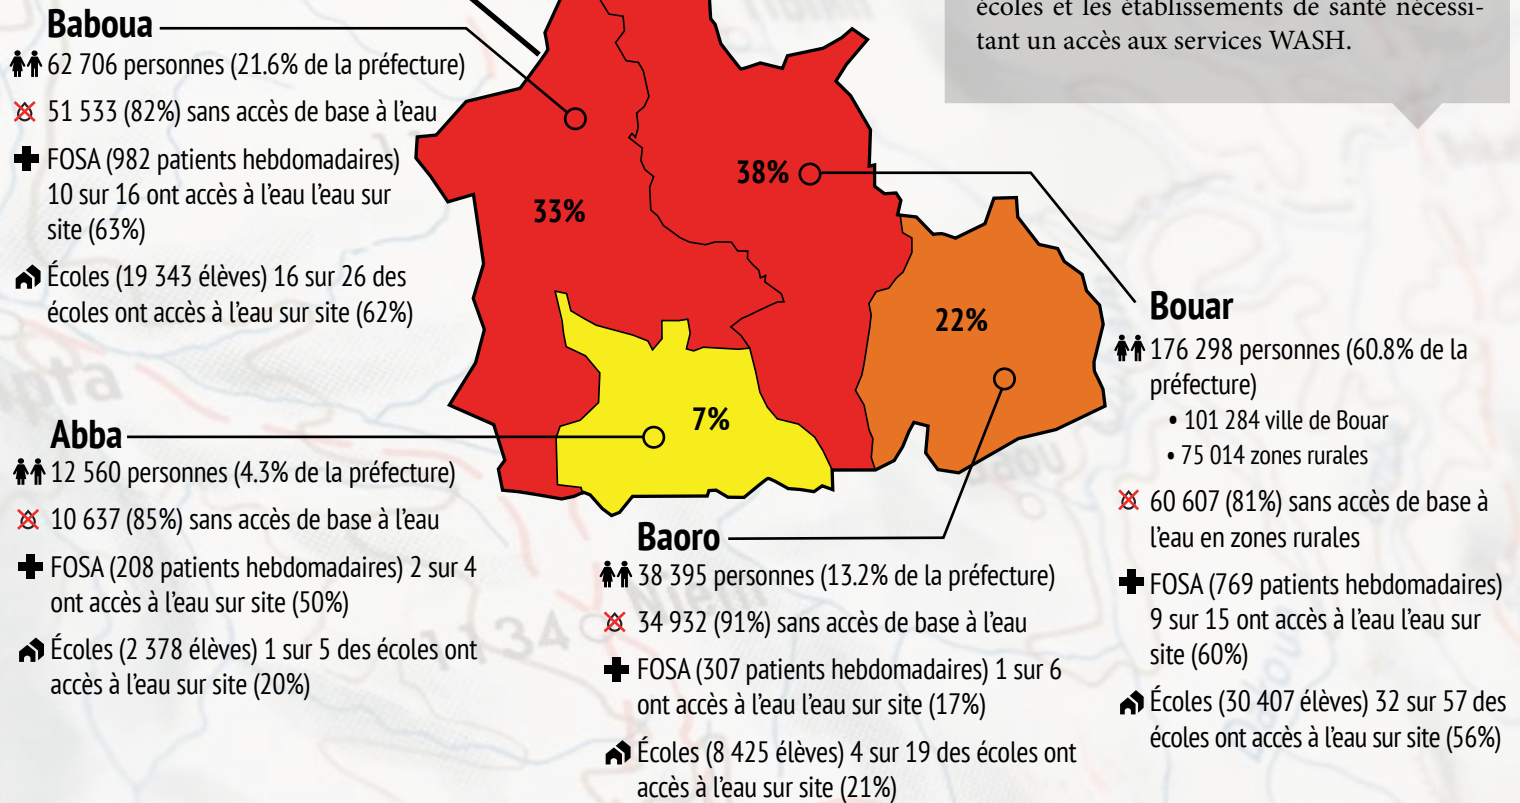 écoles et les établissements de santé nécessi-
tant un accès aux services WASH.
Baboua
62 706 personnes (21.6% de la préfecture)
51 533 (82%) sans accès de base à l'eau
FOSA (982 patients hebdomadaires)
10 sur 16 ont accès à l'eau l'eau sur
site (63%)
Écoles (19 343 élèves) 16 sur 26 des
écoles ont accès à l'eau sur site (62%)
33%
38%
22%
7%
Abba
12 560 personnes (4.3% de la préfecture)
10 637 (85%) sans accès de base à l'eau
FOSA (208 patients hebdomadaires) 2 sur 4
ont accès à l'eau sur site (50%)
Écoles (2 378 élèves) 1 sur 5 des écoles ont
accès à l'eau sur site (20%)
Baoro
38 395 personnes (13.2% de la préfecture)
34 932 (91%) sans accès de base à l'eau
FOSA (307 patients hebdomadaires) 1 sur 6
ont accès à l'eau l'eau sur site (17%)
Écoles (8 425 élèves) 4 sur 19 des écoles ont
accès à l'eau sur site (21%)
Bouar
176 298 personnes (60.8% de la
préfecture)
• 101 284 ville de Bouar
• 75 014 zones rurales
60 607 (81%) sans accès de base à
l'eau en zones rurales
FOSA (769 patients hebdomadaires)
9 sur 15 ont accès à l'eau l'eau sur
site (60%)
Écoles (30 407 élèves) 32 sur 57 des
écoles ont accès à l'eau sur site (56%)
1134
Niem